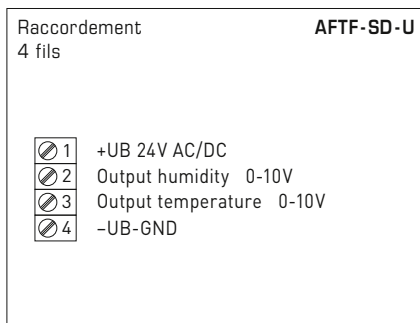 Raccordement AFTF-SD-U
4 fils
1 +UB 24V AC/DC
2 Output humidity 0-10V
3 Output temperature 0-10V
4 –UB-GND